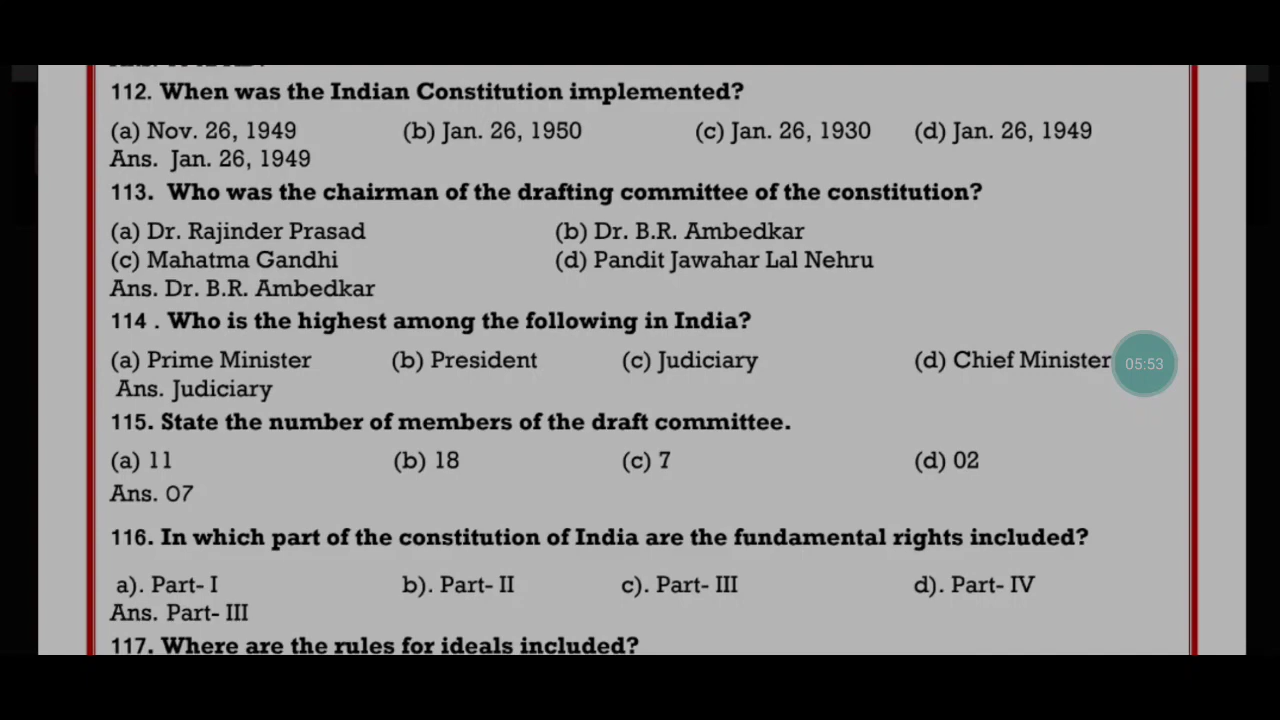 112. When was the Indian Constitution implemented?
(a) Nov. 26, 1949 (b) Jan. 26, 1950 (c) Jan. 26, 1930 (d) Jan. 26, 1949
Ans. Jan. 26, 1949
113. Who was the chairman of the drafting committee of the constitution?
(a) Dr. Rajinder Prasad (b) Dr. B.R. Ambedkar
(c) Mahatma Gandhi (d) Pandit Jawahar Lal Nehru
Ans. Dr. B.R. Ambedkar
114 . Who is the highest among the following in India?
(a) Prime Minister (b) President (c) Judiciary (d) Chief Minister
05:53
Ans. Judiciary
115. State the number of members of the draft committee.
(a) 11 (b) 18 (c) 7 (d) 02
Ans. 07
116. In which part of the constitution of India are the fundamental rights included?
a). Part- I b). Part- II c). Part- III d). Part- IV
Ans. Part- III
117. Where are the rules for ideals included?